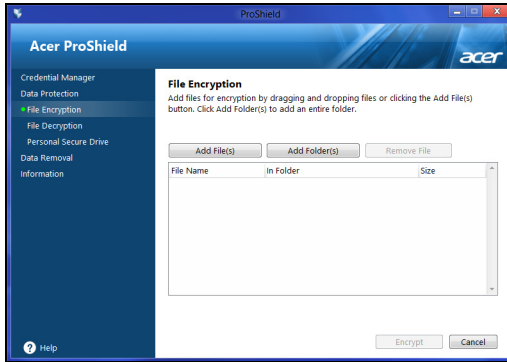 ProShield
Acer ProShield
acer
Credential Manager
Data Protection
File Encryption
File Decryption
Personal Secure Drive
Data Removal
Information
Help
File Encryption
Add files for encryption by dragging and dropping files or clicking the Add File(s)
button. Click Add Folder(s) to add an entire folder.
Add File(s) Add Folder(s) Remove File
File Name In Folder Size
Encrypt Cancel